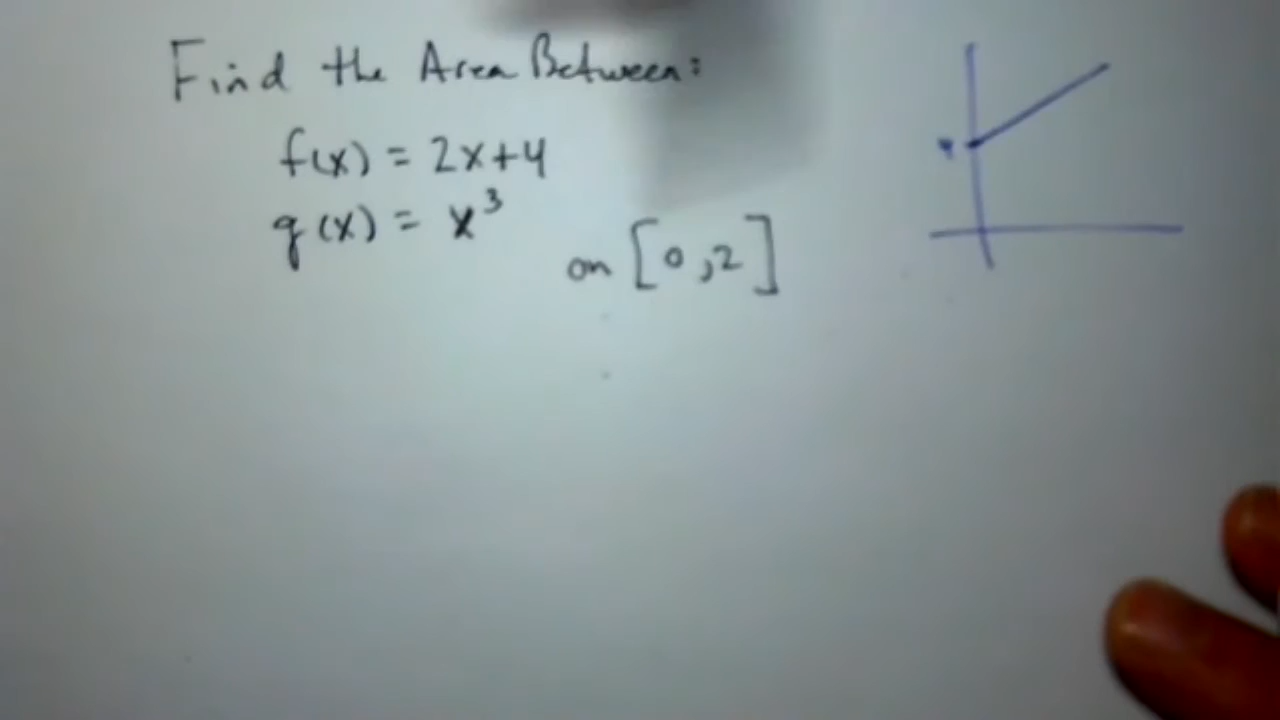 Find the Area Between:
f(x) = 2x+4
g(x) = x³
on [0,2]